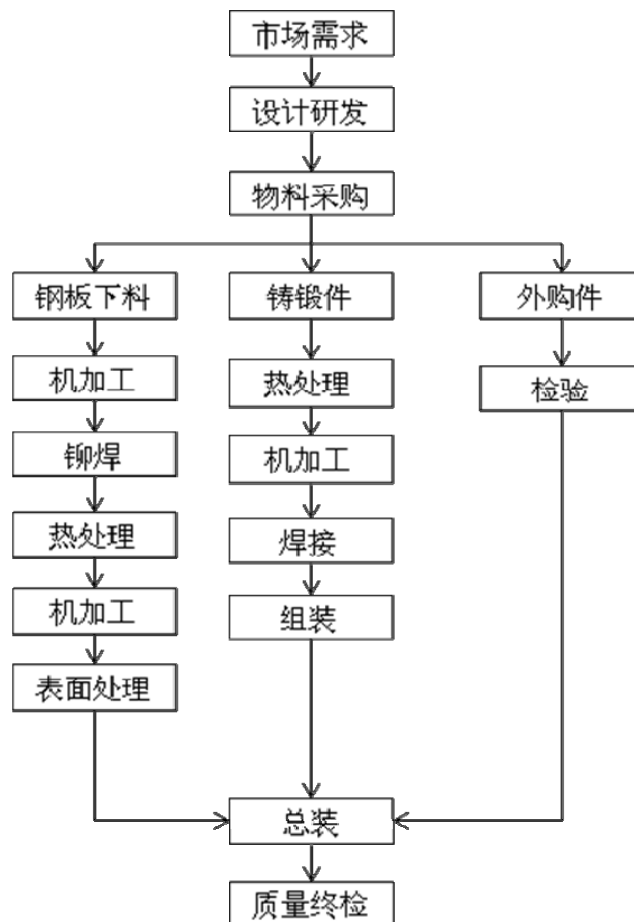 市场需求
设计研发
物料采购
钢板下料
铸锻件
外购件
机加工
热处理
检验
铆焊
机加工
热处理
焊接
机加工
组装
表面处理
总装
质量终检